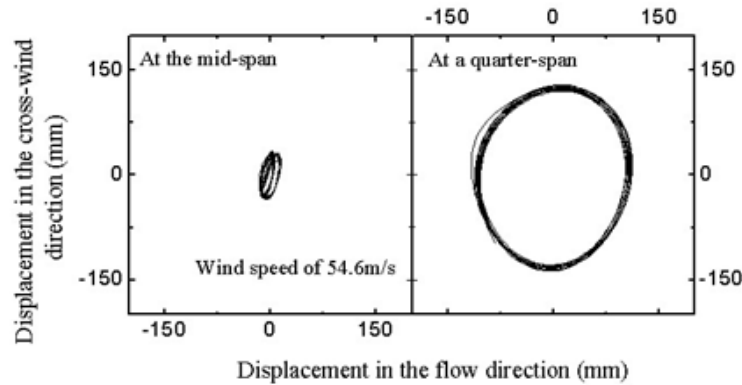 -150 0 150
At the mid-span
At a quarter-span
150 150
0 0
-150 -150
Wind speed of 54.6m/s
-150 0 150
Displacement in the cross-wind
direction (mm)
Displacement in the flow direction (mm)